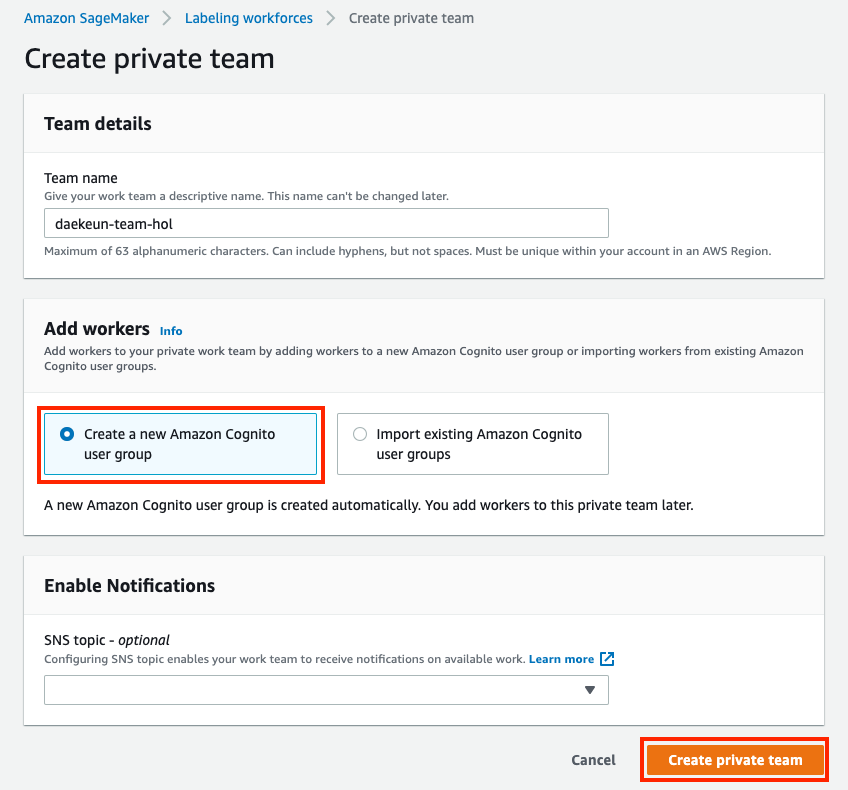 Amazon SageMaker > Labeling workforces > Create private team
Create private team
Team details
Team name
Give your work team a descriptive name. This name can't be changed later.
daekeun-team-hol
Maximum of 63 alphanumeric characters. Can include hyphens, but not spaces. Must be unique within your account in an AWS Region.
Add workers Info
Add workers to your private work team by adding workers to a new Amazon Cognito user group or importing workers from existing Amazon
Cognito user groups.
Create a new Amazon Cognito
user group
Import existing Amazon Cognito
user groups
A new Amazon Cognito user group is created automatically. You add workers to this private team later.
Enable Notifications
SNS topic - optional
Configuring SNS topic enables your work team to receive notifications on available work. Learn more
Cancel
Create private team